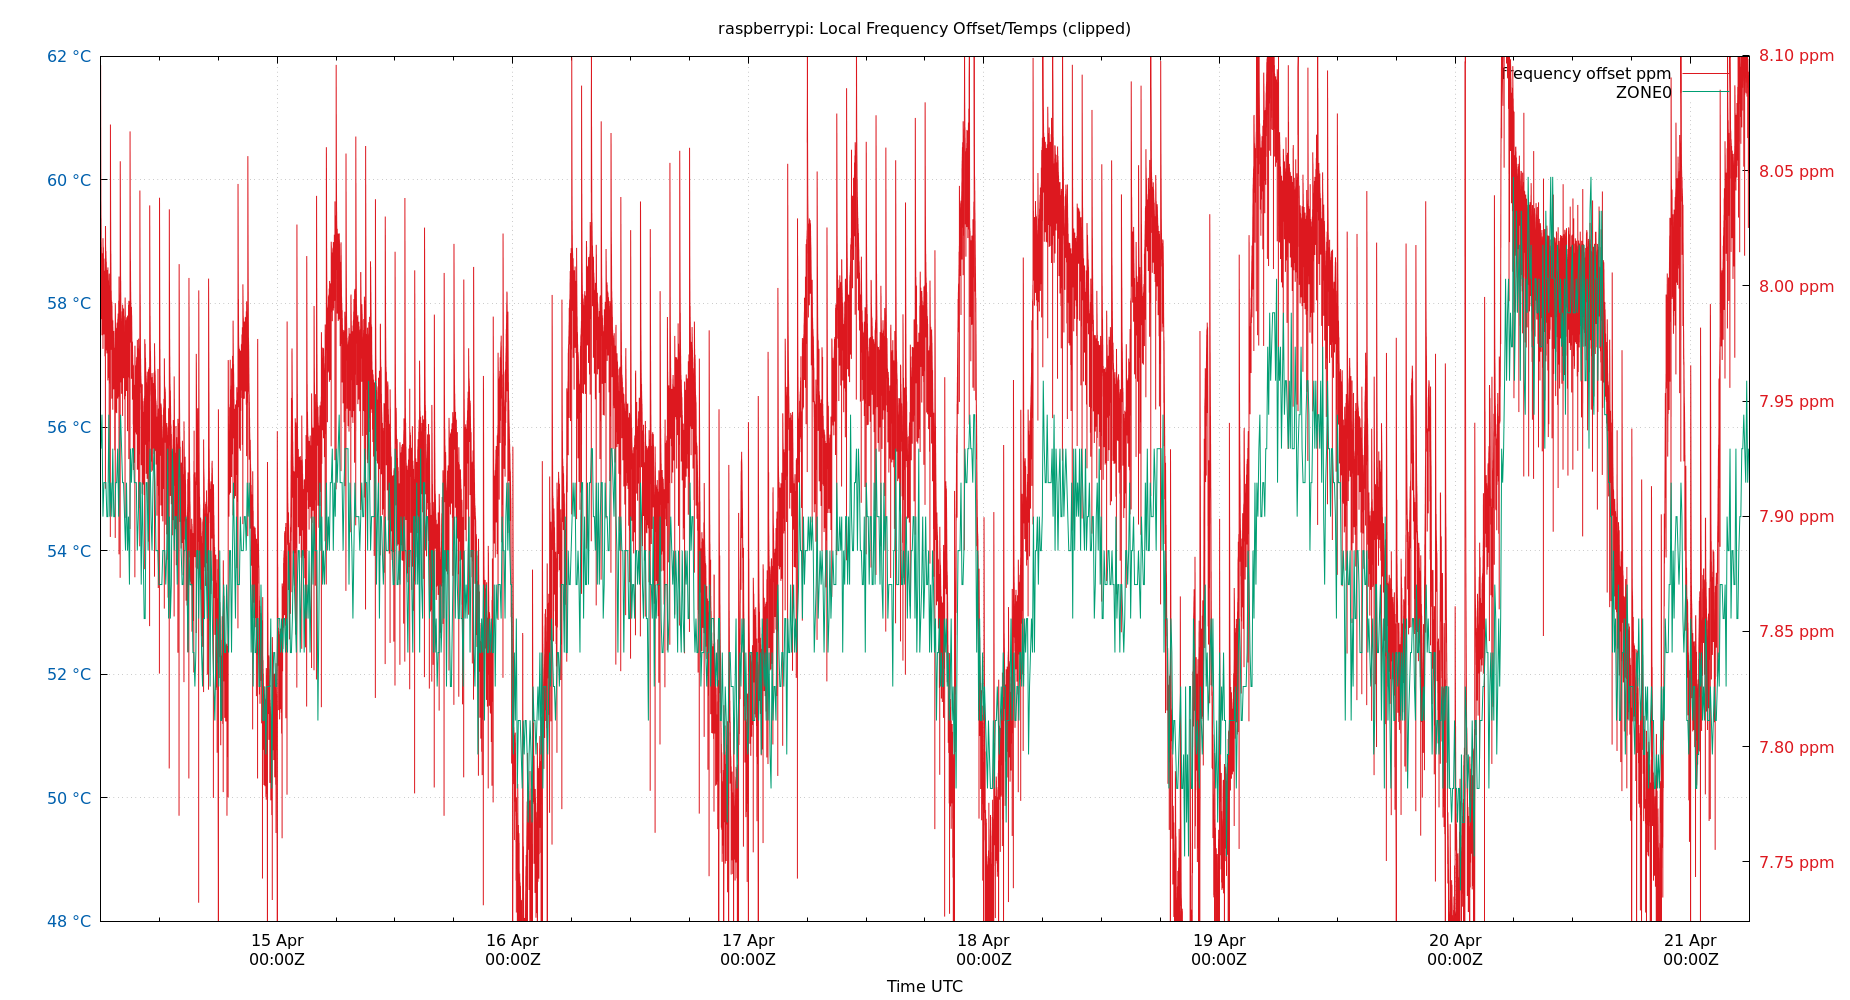 raspberrypi: Local Frequency Offset/Temps (clipped)
62 °C
60 °C
58 °C
56 °C
54 °C
52 °C
50 °C
48 °C
8.10 ppm
8.05 ppm
8.00 ppm
7.95 ppm
7.90 ppm
7.85 ppm
7.80 ppm
7.75 ppm
frequency offset ppm
ZONE0
15 Apr
00:00Z
16 Apr
00:00Z
17 Apr
00:00Z
18 Apr
00:00Z
19 Apr
00:00Z
20 Apr
00:00Z
21 Apr
00:00Z
Time UTC